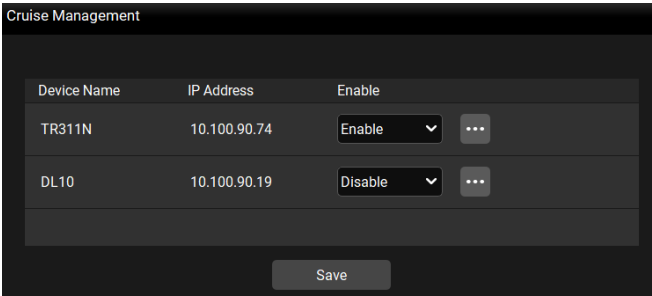 Cruise Management
Device Name IP Address Enable
TR311N 10.100.90.74 Enable
DL10 10.100.90.19 Disable
Save